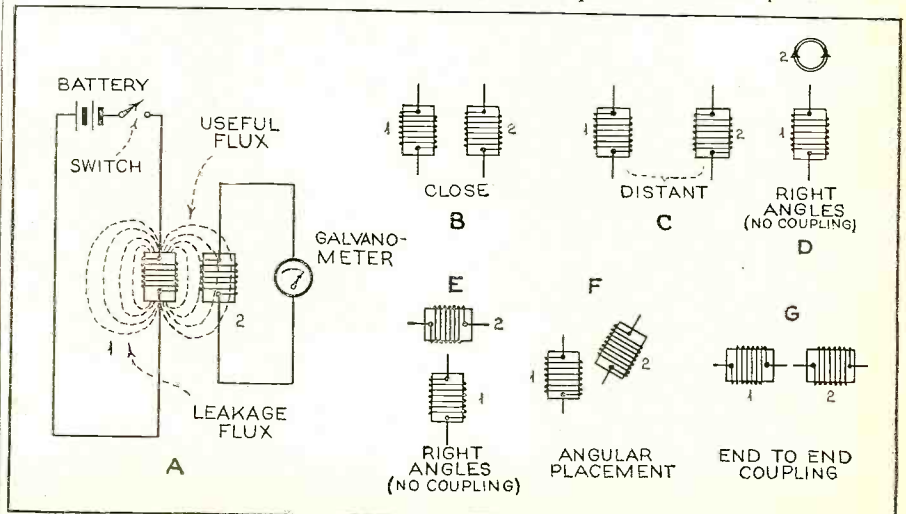 BATTERY
SWITCH
USEFUL
FLUX
GALVANO-
METER
1
2
LEAKAGE
FLUX
A
1
2
CLOSE
B
1
2
DISTANT
C
2
1
RIGHT
ANGLES
(NO COUPLING)
D
E
2
1
RIGHT
ANGLES
(NO COUPLING)
F
1
2
ANGULAR
PLACEMENT
G
1
2
END TO END
COUPLING